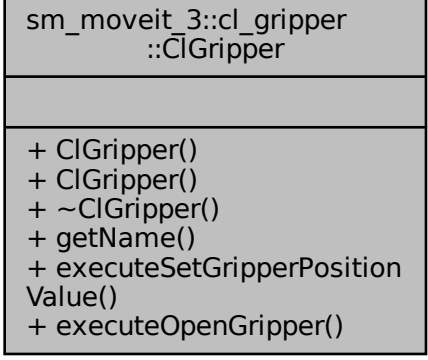 sm_moveit_3::cl_gripper
::ClGripper
+ ClGripper()
+ ClGripper()
+ ~ClGripper()
+ getName()
+ executeSetGripperPosition
Value()
+ executeOpenGripper()